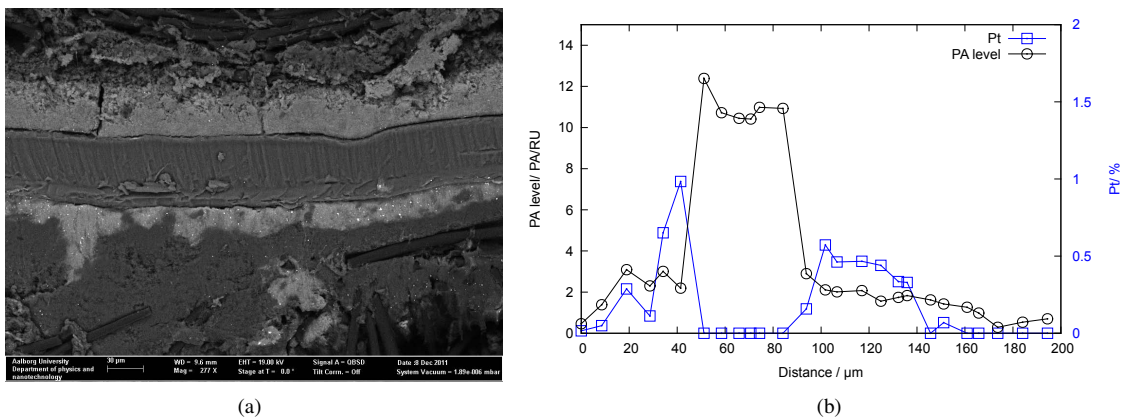 Aalborg University
Department of physics and
nanotechnology
30 µm
WD = 9.6 mm
Mag = 277 X
EHT = 19.00 kV
Stage at T = 0.0 °
Signal A = QBSD
Tilt Corrn. = Off
Date :8 Dec 2011
System Vacuum = 1.89e-006 mbar
(a)
Pt
PA level
PA level/ PA/RU
14
12
10
8
6
4
2
0
2
1.5
1
0.5
0
Pt/ %
0 20 40 60 80 100 120 140 160 180 200
Distance / µm
(b)